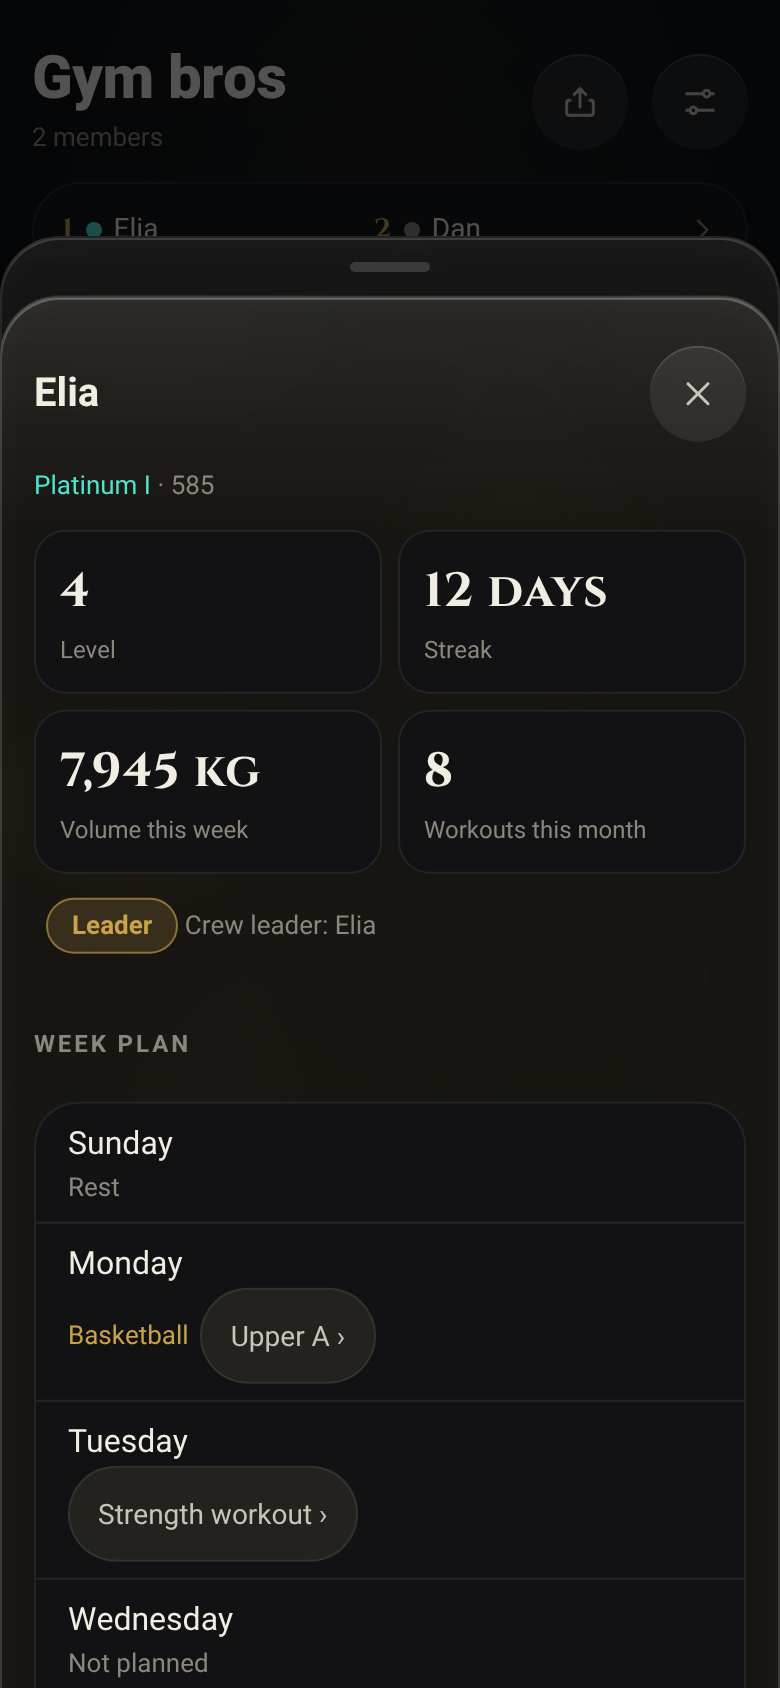 Gym bros
2 members
1 Elia 2 Dan
Elia
Platinum I · 585
4
Level
12 DAYS
Streak
7,945 KG
Volume this week
8
Workouts this month
Leader Crew leader: Elia
WEEK PLAN
Sunday
Rest
Monday
Basketball Upper A ›
Tuesday
Strength workout ›
Wednesday
Not planned